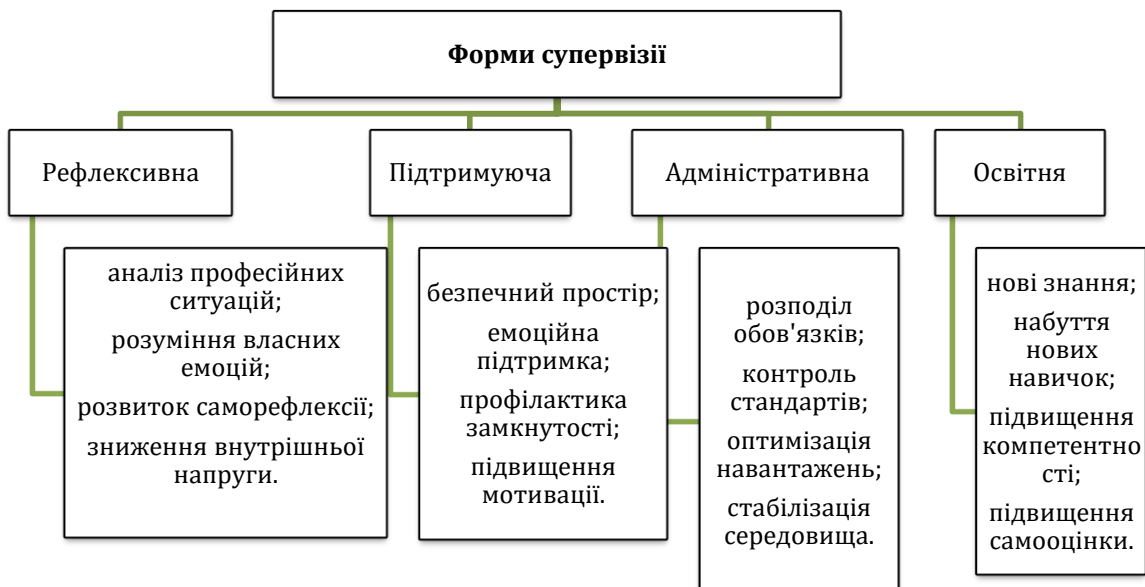 Форми супервізії
Рефлексивна
аналіз професійних
ситуацій;
розуміння власних
емоцій;
розвиток саморефлексії;
зниження внутрішньої
напруги.
Підтримуюча
безпечний простір;
емоційна
підтримка;
профілактика
замкнутості;
підвищення
мотивації.
Адміністративна
розподіл
обов'язків;
контроль
стандартів;
оптимізація
навантажень;
стабілізація
середовища.
Освітня
нові знання;
набуття
нових
навичок;
підвищення
компетентно
сті;
підвищення
самооцінки.